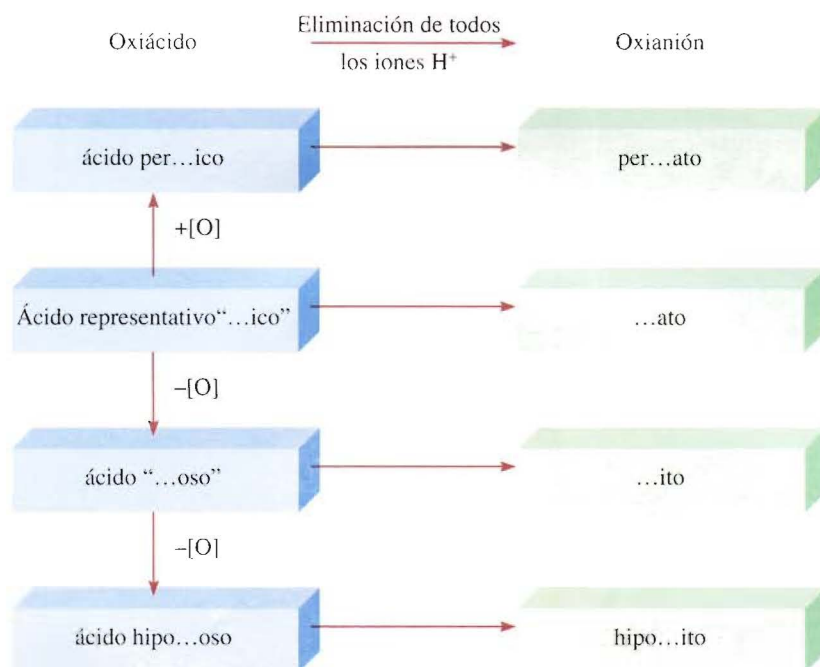 Oxiácido
Eliminación de todos
los iones H⁺
Oxianión
ácido per...ico
per...ato
+[O]
Ácido representativo“...ico”
...ato
–[O]
ácido “...oso”
...ito
–[O]
ácido hipo...oso
hipo...ito